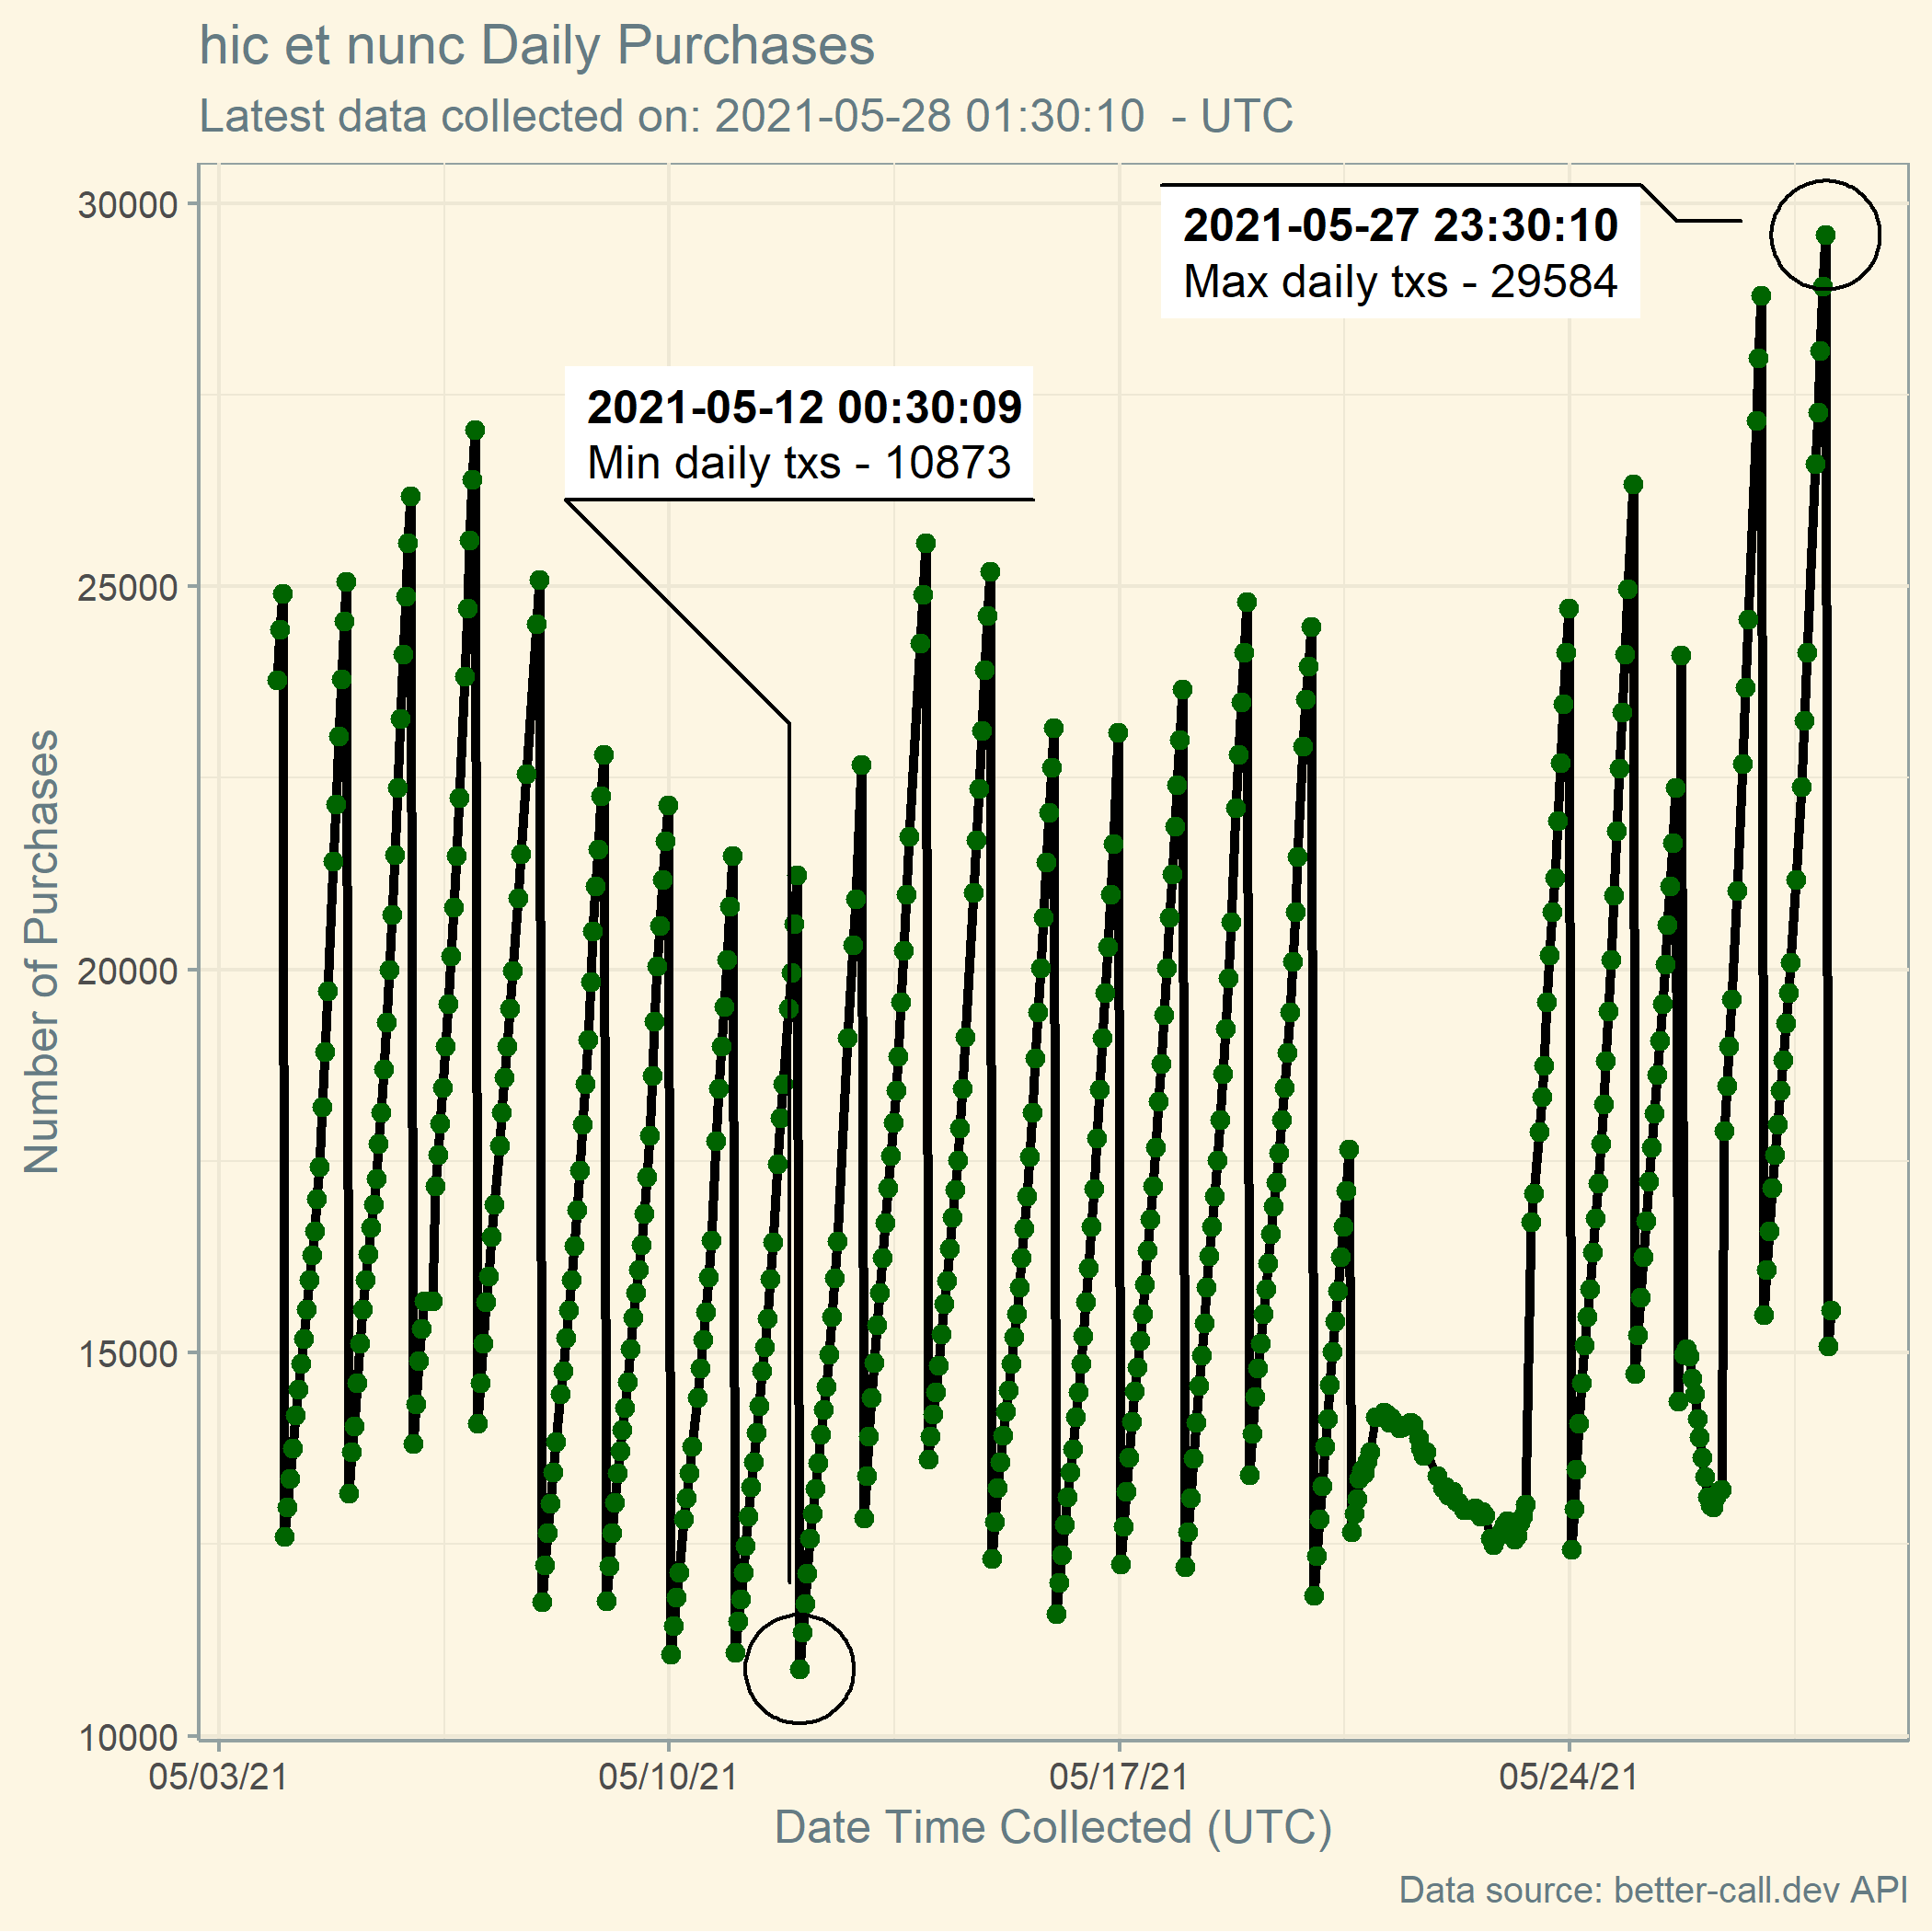 hic et nunc Daily Purchases
Latest data collected on: 2021-05-28 01:30:10  - UTC
30000
25000
20000
15000
10000
Number of Purchases
2021-05-27 23:30:10
Max daily txs - 29584
2021-05-12 00:30:09
Min daily txs - 10873
05/03/21
05/10/21
05/17/21
05/24/21
Date Time Collected (UTC)
Data source: better-call.dev API